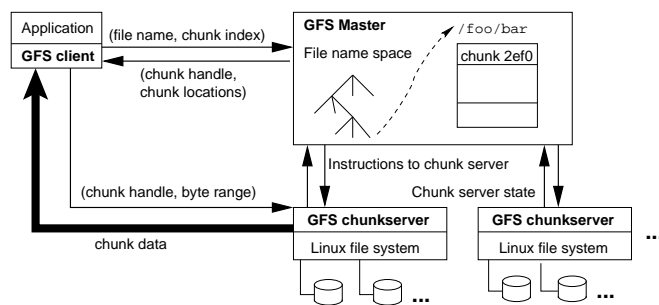 Application
GFS client
(file name, chunk index)
(chunk handle,
chunk locations)
GFS Master
File name space
/foo/bar
chunk 2ef0
Instructions to chunk server
Chunk server state
(chunk handle, byte range)
chunk data
GFS chunkserver
Linux file system
...
GFS chunkserver
Linux file system
...
...